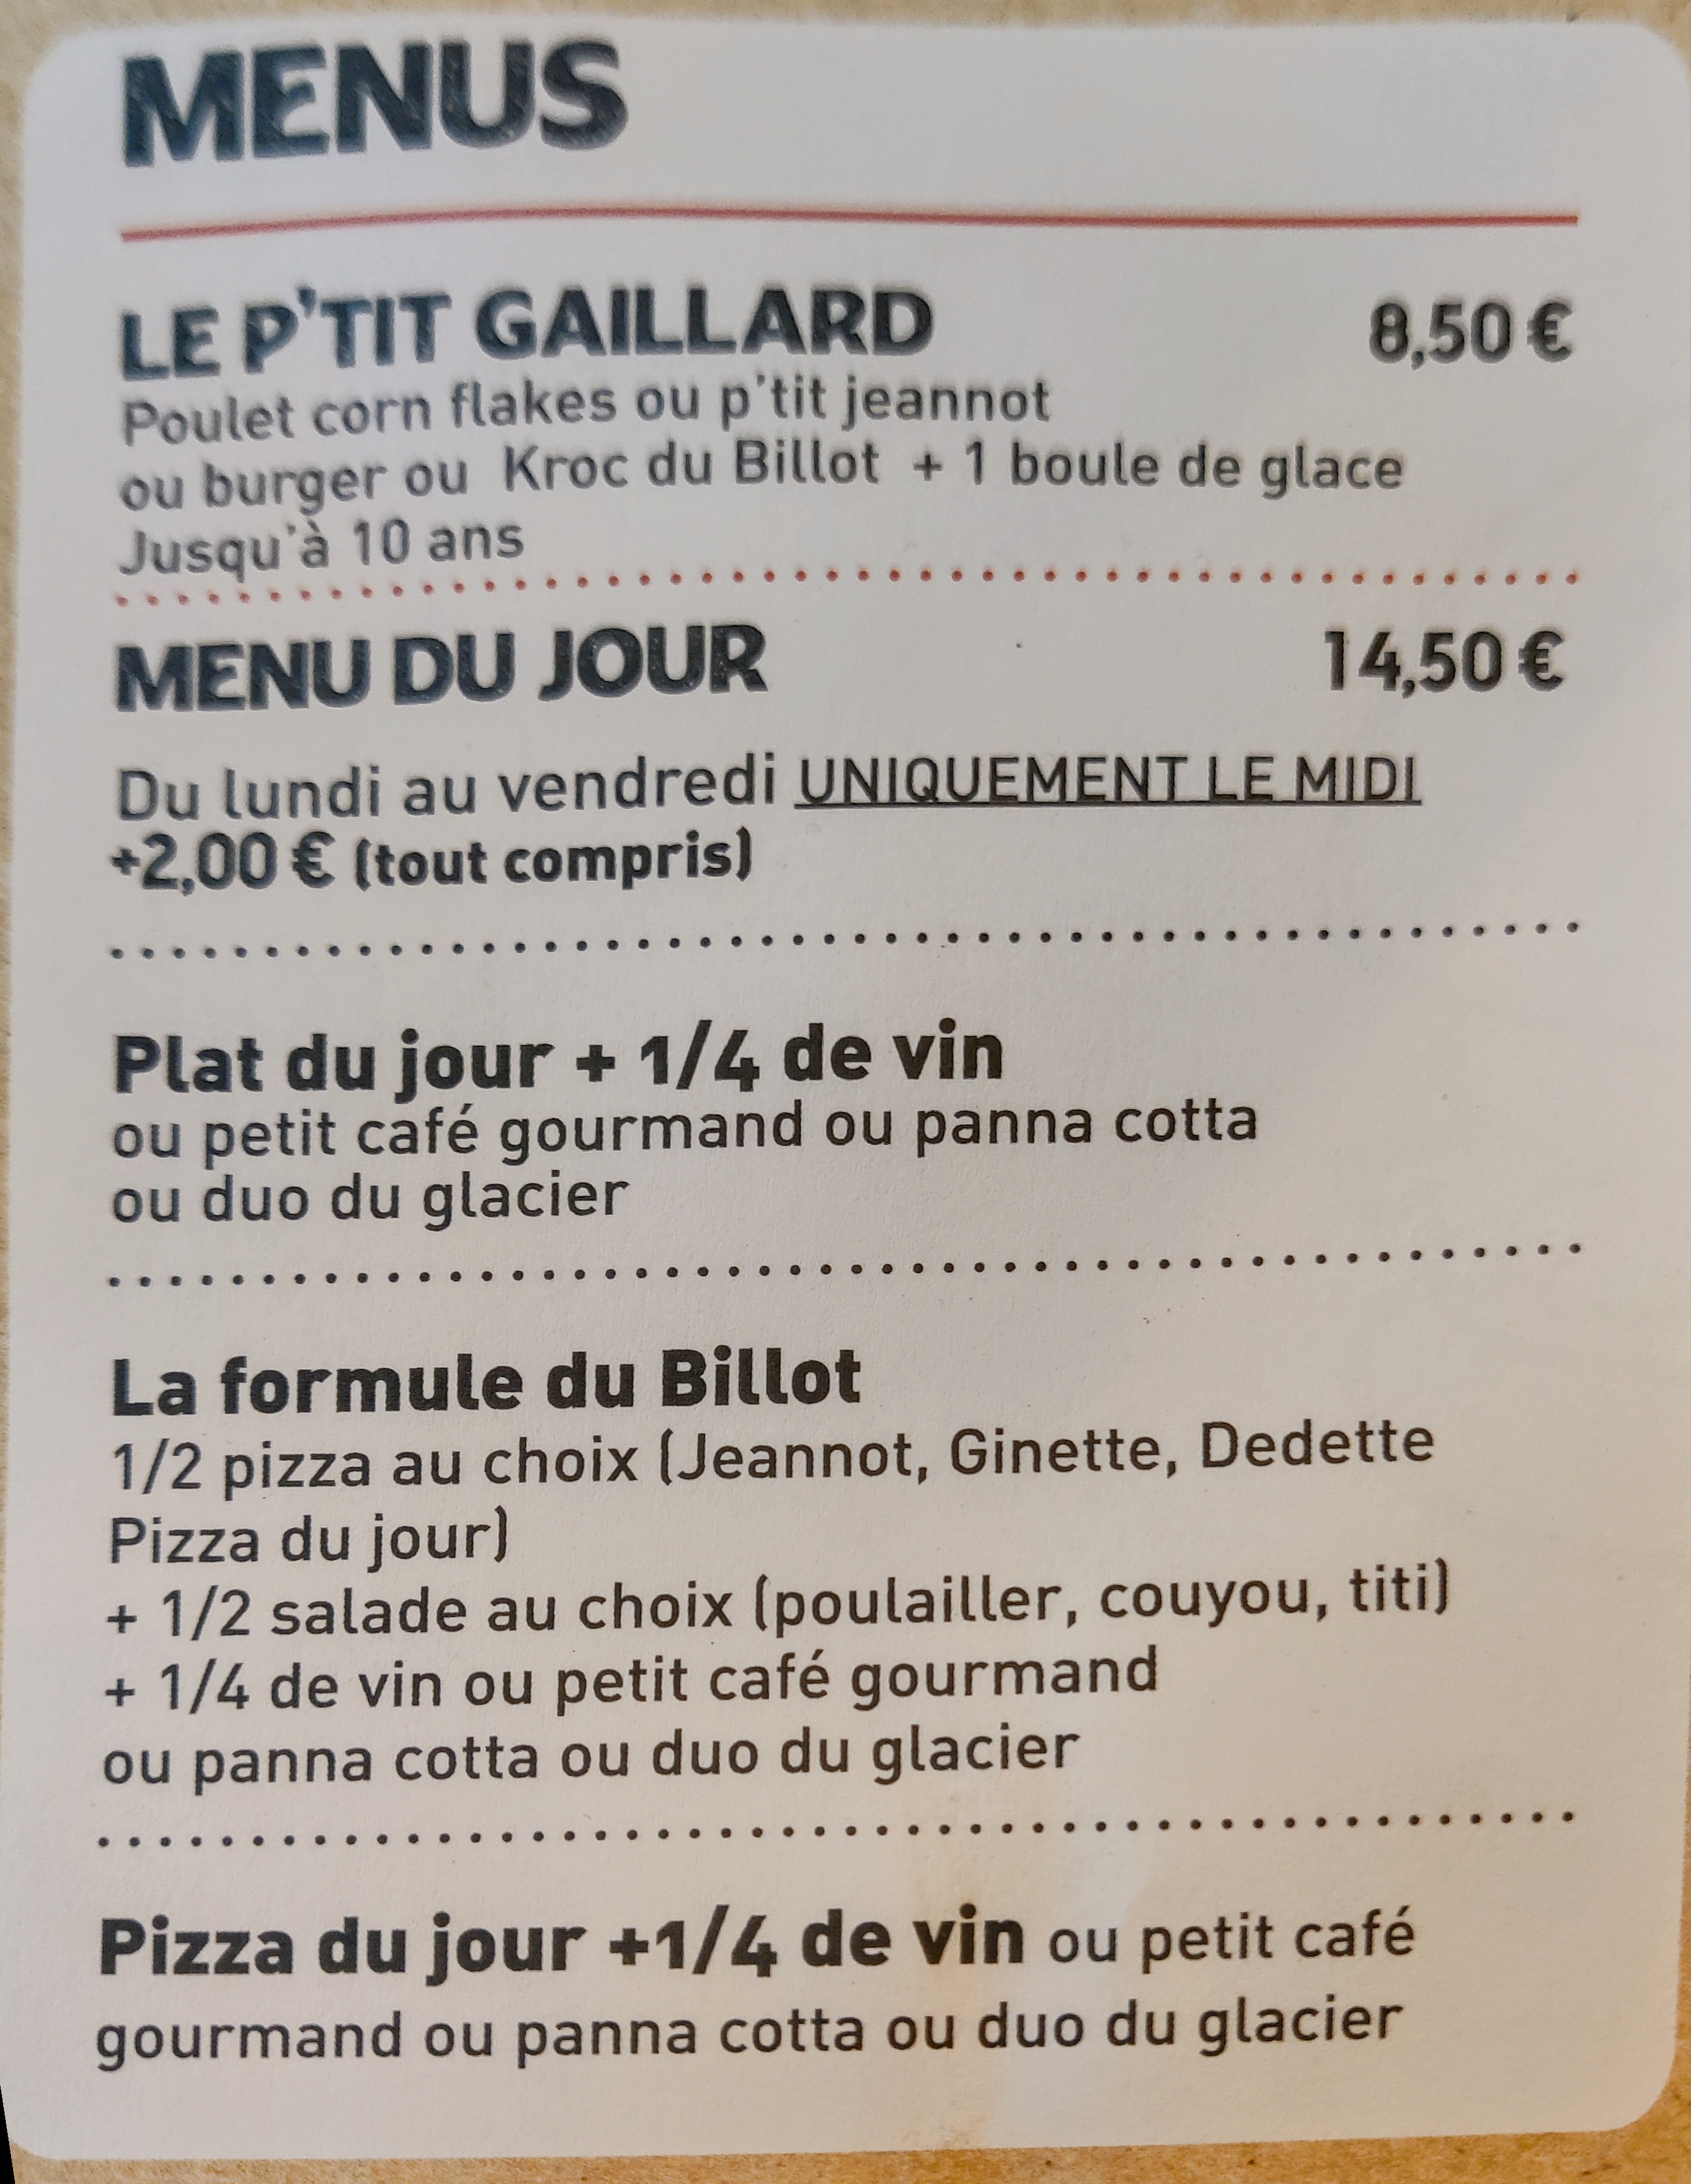 MENUS
LE P'TIT GAILLARD 8,50 €
Poulet corn flakes ou p'tit jeannot
ou burger ou Kroc du Billot + 1 boule de glace
Jusqu'à 10 ans
MENU DU JOUR 14,50 €
Du lundi au vendredi UNIQUEMENT LE MIDI
+2,00 € (tout compris)
Plat du jour + 1/4 de vin
ou petit café gourmand ou panna cotta
ou duo du glacier
La formule du Billot
1/2 pizza au choix (Jeannot, Ginette, Dedette
Pizza du jour)
+ 1/2 salade au choix (poulailler, couyou, titi)
+ 1/4 de vin ou petit café gourmand
ou panna cotta ou duo du glacier
Pizza du jour +1/4 de vin ou petit café
gourmand ou panna cotta ou duo du glacier